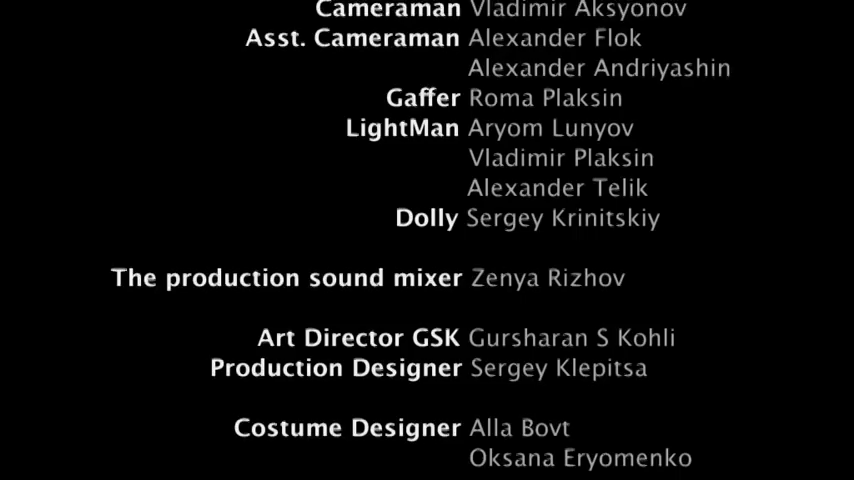 Cameraman Vladimir Aksyonov
Asst. Cameraman Alexander Flok
Alexander Andriyashin
Gaffer Roma Plaksin
LightMan Aryom Lunyov
Vladimir Plaksin
Alexander Telik
Dolly Sergey Krinitskiy
The production sound mixer Zenya Rizhov
Art Director GSK Gursharan S Kohli
Production Designer Sergey Klepitsa
Costume Designer Alla Bovt
Oksana Eryomenko